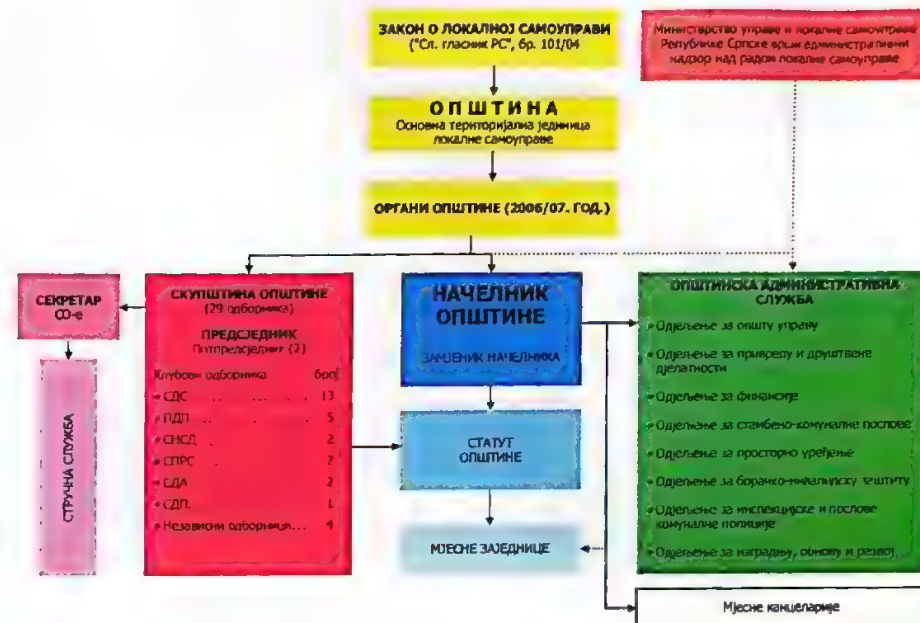 ЗАКОН О ЛОКАЛНОЈ САМОУПРАВИ
("Сл. гласник РС", бр. 101/04
Министарство управе и локалне самоуправе
Републике Српске врши административни
надзор над радом локалне самоуправе
ОПШТИНА
Основна територијална јединица
локалне самоуправе
ОРГАНИ ОПШТИНЕ (2006/07. ГОД.)
СЕКРЕТАР
СО-е
СТРУЧНА СЛУЖБА
СКУПШТИНА ОПШТИНЕ
(29 одборника)
ПРЕДСЈЕДНИК
Потпредсједник (2)
Клубови одборника број
СДС .. . ... . .. 13
ПДП .. . . . 5
СНСД . . . 2
СПРС . .. .
СДА .. 2
СДП. . 1
Независни одборници... 4
НАЧЕЛНИК
ОПШТИНЕ
ЗАМЈЕНИК НАЧЕЛНИКА
СТАТУТ
ОПШТИНЕ
МЈЕСНЕ ЗАЈЕДНИЦЕ
ОПШТИНСКА АДМИНИСТРАТИВНА
СЛУЖБА
Одјељење за општу управу
Одјељење за привреду и друштвене
дјелатности
Одјељење за финансије
Одјељење за стамбено-комуналне послове
Одјељење за просторно уређење
Одјељење за борачко-инвалидску заштиту
Одјељење за инспекцијске и послове
комуналне полиције
Одјељење за изградњу, обнову и развој
Мјесне канцеларије